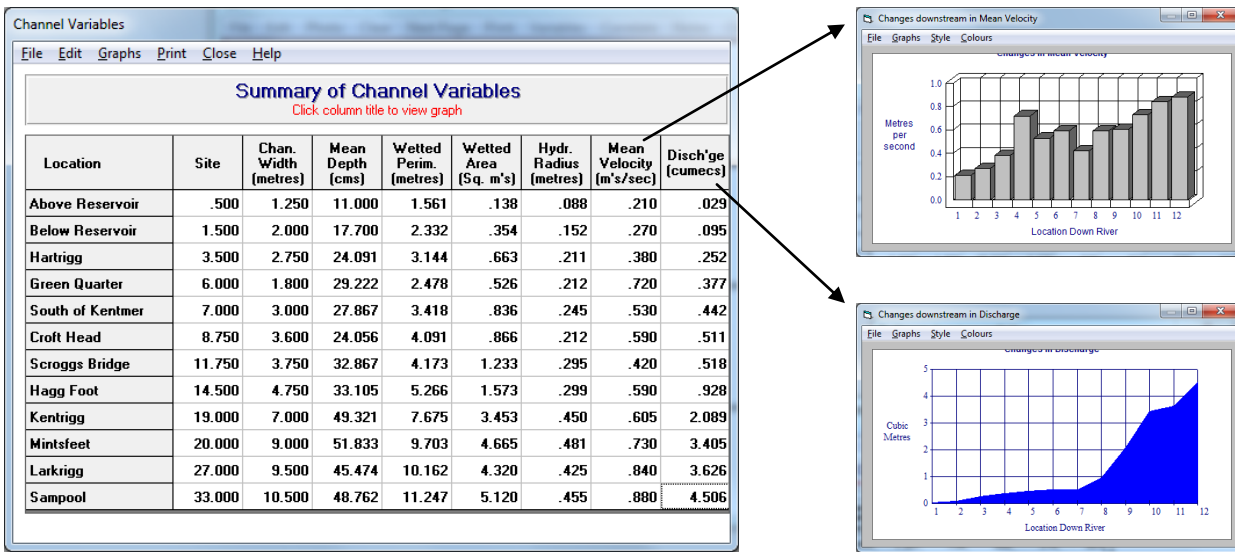 Channel Variables
File Edit Graphs Print Close Help
Summary of Channel Variables
Click column title to view graph
Location Site Chan. Width (metres) Mean Depth (cms) Wetted Perim. (metres) Wetted Area (Sq. m's) Hydr. Radius (metres) Mean Velocity (m's/sec) Disch'ge (cumecs)
Above Reservoir .500 1.250 11.000 1.561 .138 .088 .210 .029
Below Reservoir 1.500 2.000 17.700 2.332 .354 .152 .270 .095
Hartrigg 3.500 2.750 24.091 3.144 .663 .211 .380 .252
Green Quarter 6.000 1.800 29.222 2.478 .526 .212 .720 .377
South of Kentmer 7.000 3.000 27.867 3.418 .836 .245 .530 .442
Croft Head 8.750 3.600 24.056 4.091 .866 .212 .590 .511
Scroggs Bridge 11.750 3.750 32.867 4.173 1.233 .295 .420 .518
Hagg Foot 14.500 4.750 33.105 5.266 1.573 .299 .590 .928
Kentrigg 19.000 7.000 49.321 7.675 3.453 .450 .605 2.089
Mintsfeet 20.000 9.000 51.833 9.703 4.665 .481 .730 3.405
Larkrigg 27.000 9.500 45.474 10.162 4.320 .425 .840 3.626
Sampool 33.000 10.500 48.762 11.247 5.120 .455 .880 4.506
Changes downstream in Mean Velocity
File Graphs Style Colours
Changes in Mean Velocity
1.0
0.8
Metres
per
second
0.6
0.4
0.2
0.0
1 2 3 4 5 6 7 8 9 10 11 12
Location Down River
Changes downstream in Discharge
File Graphs Style Colours
Changes in Discharge
5
4
Cubic
Metres
3
2
1
0
1 2 3 4 5 6 7 8 9 10 11 12
Location Down River